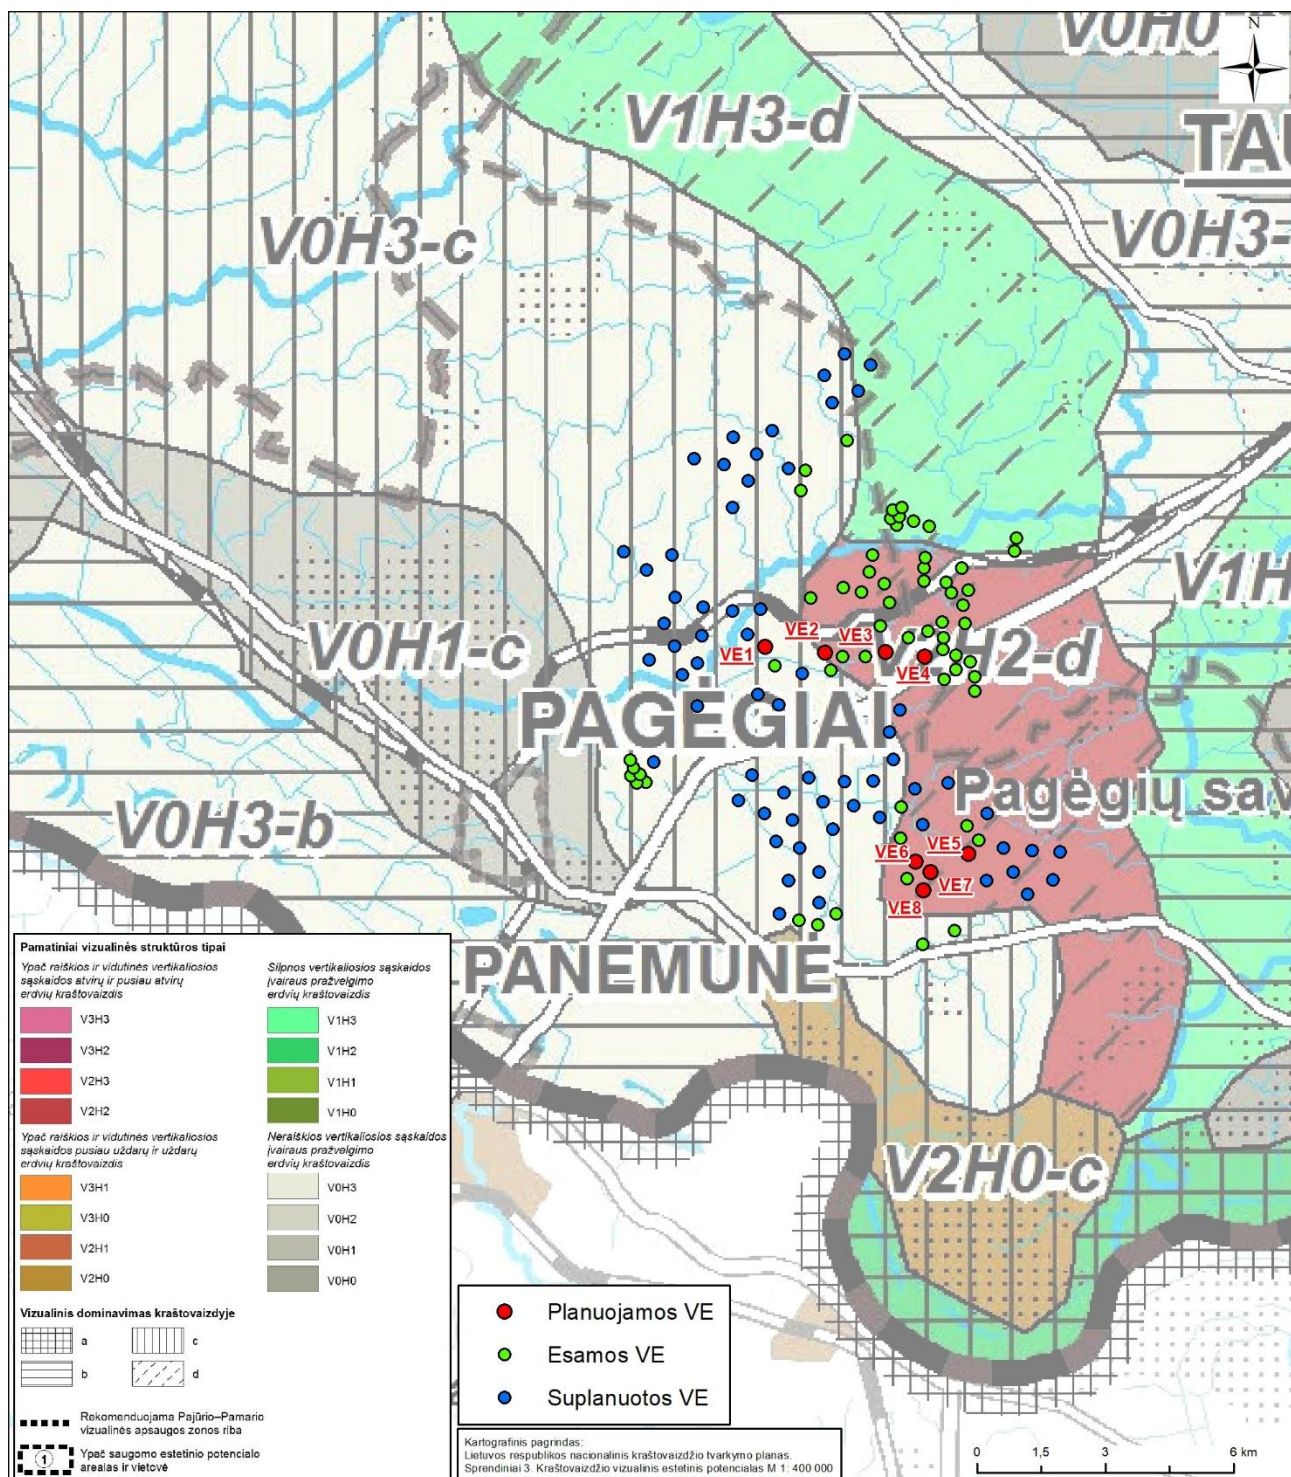 V0H0
N
TAU
V1H3-d
V0H3-c
V0H3-
V1H
V0H1-c
VE2
VE3
VE1
VE4
H2-d
PAGĖGIAI
Pagėgių sav
V0H3-b
VE5
VE6
VE7
VE8
PANEMUNĖ
V2H0-c
Pamatiniai vizualinės struktūros tipai
Ypač raiškios ir vidutinės vertikaliosios
sąskaidos atvirų ir pusiau atvirų
erdvių kraštovaizdis
V3H3
V3H2
V2H3
V2H2
Silpnos vertikaliosios sąskaidos
įvairaus pražvelgimo
erdvių kraštovaizdis
V1H3
V1H2
V1H1
V1H0
Ypač raiškios ir vidutinės vertikaliosios
sąskaidos pusiau uždarų ir uždarų
erdvių kraštovaizdis
V3H1
V3H0
V2H1
V2H0
Neraiškios vertikaliosios sąskaidos
įvairaus pražvelgimo
erdvių kraštovaizdis
V0H3
V0H2
V0H1
V0H0
Vizualinis dominavimas kraštovaizdyje
a
c
b
d
Rekomenduojama Pajūrio–Pamario
vizualinės apsaugos zonos riba
1
Ypač saugomo estetinio potencialo
arealas ir vietovė
Planuojamos VE
Esamos VE
Suplanuotos VE
Kartografinis pagrindas:
Lietuvos respublikos nacionalinis kraštovaizdžio tvarkymo planas.
Sprendiniai 3. Kraštovaizdžio vizualinis estetinis potencialas M 1: 400 000
0 1,5 3 6 km